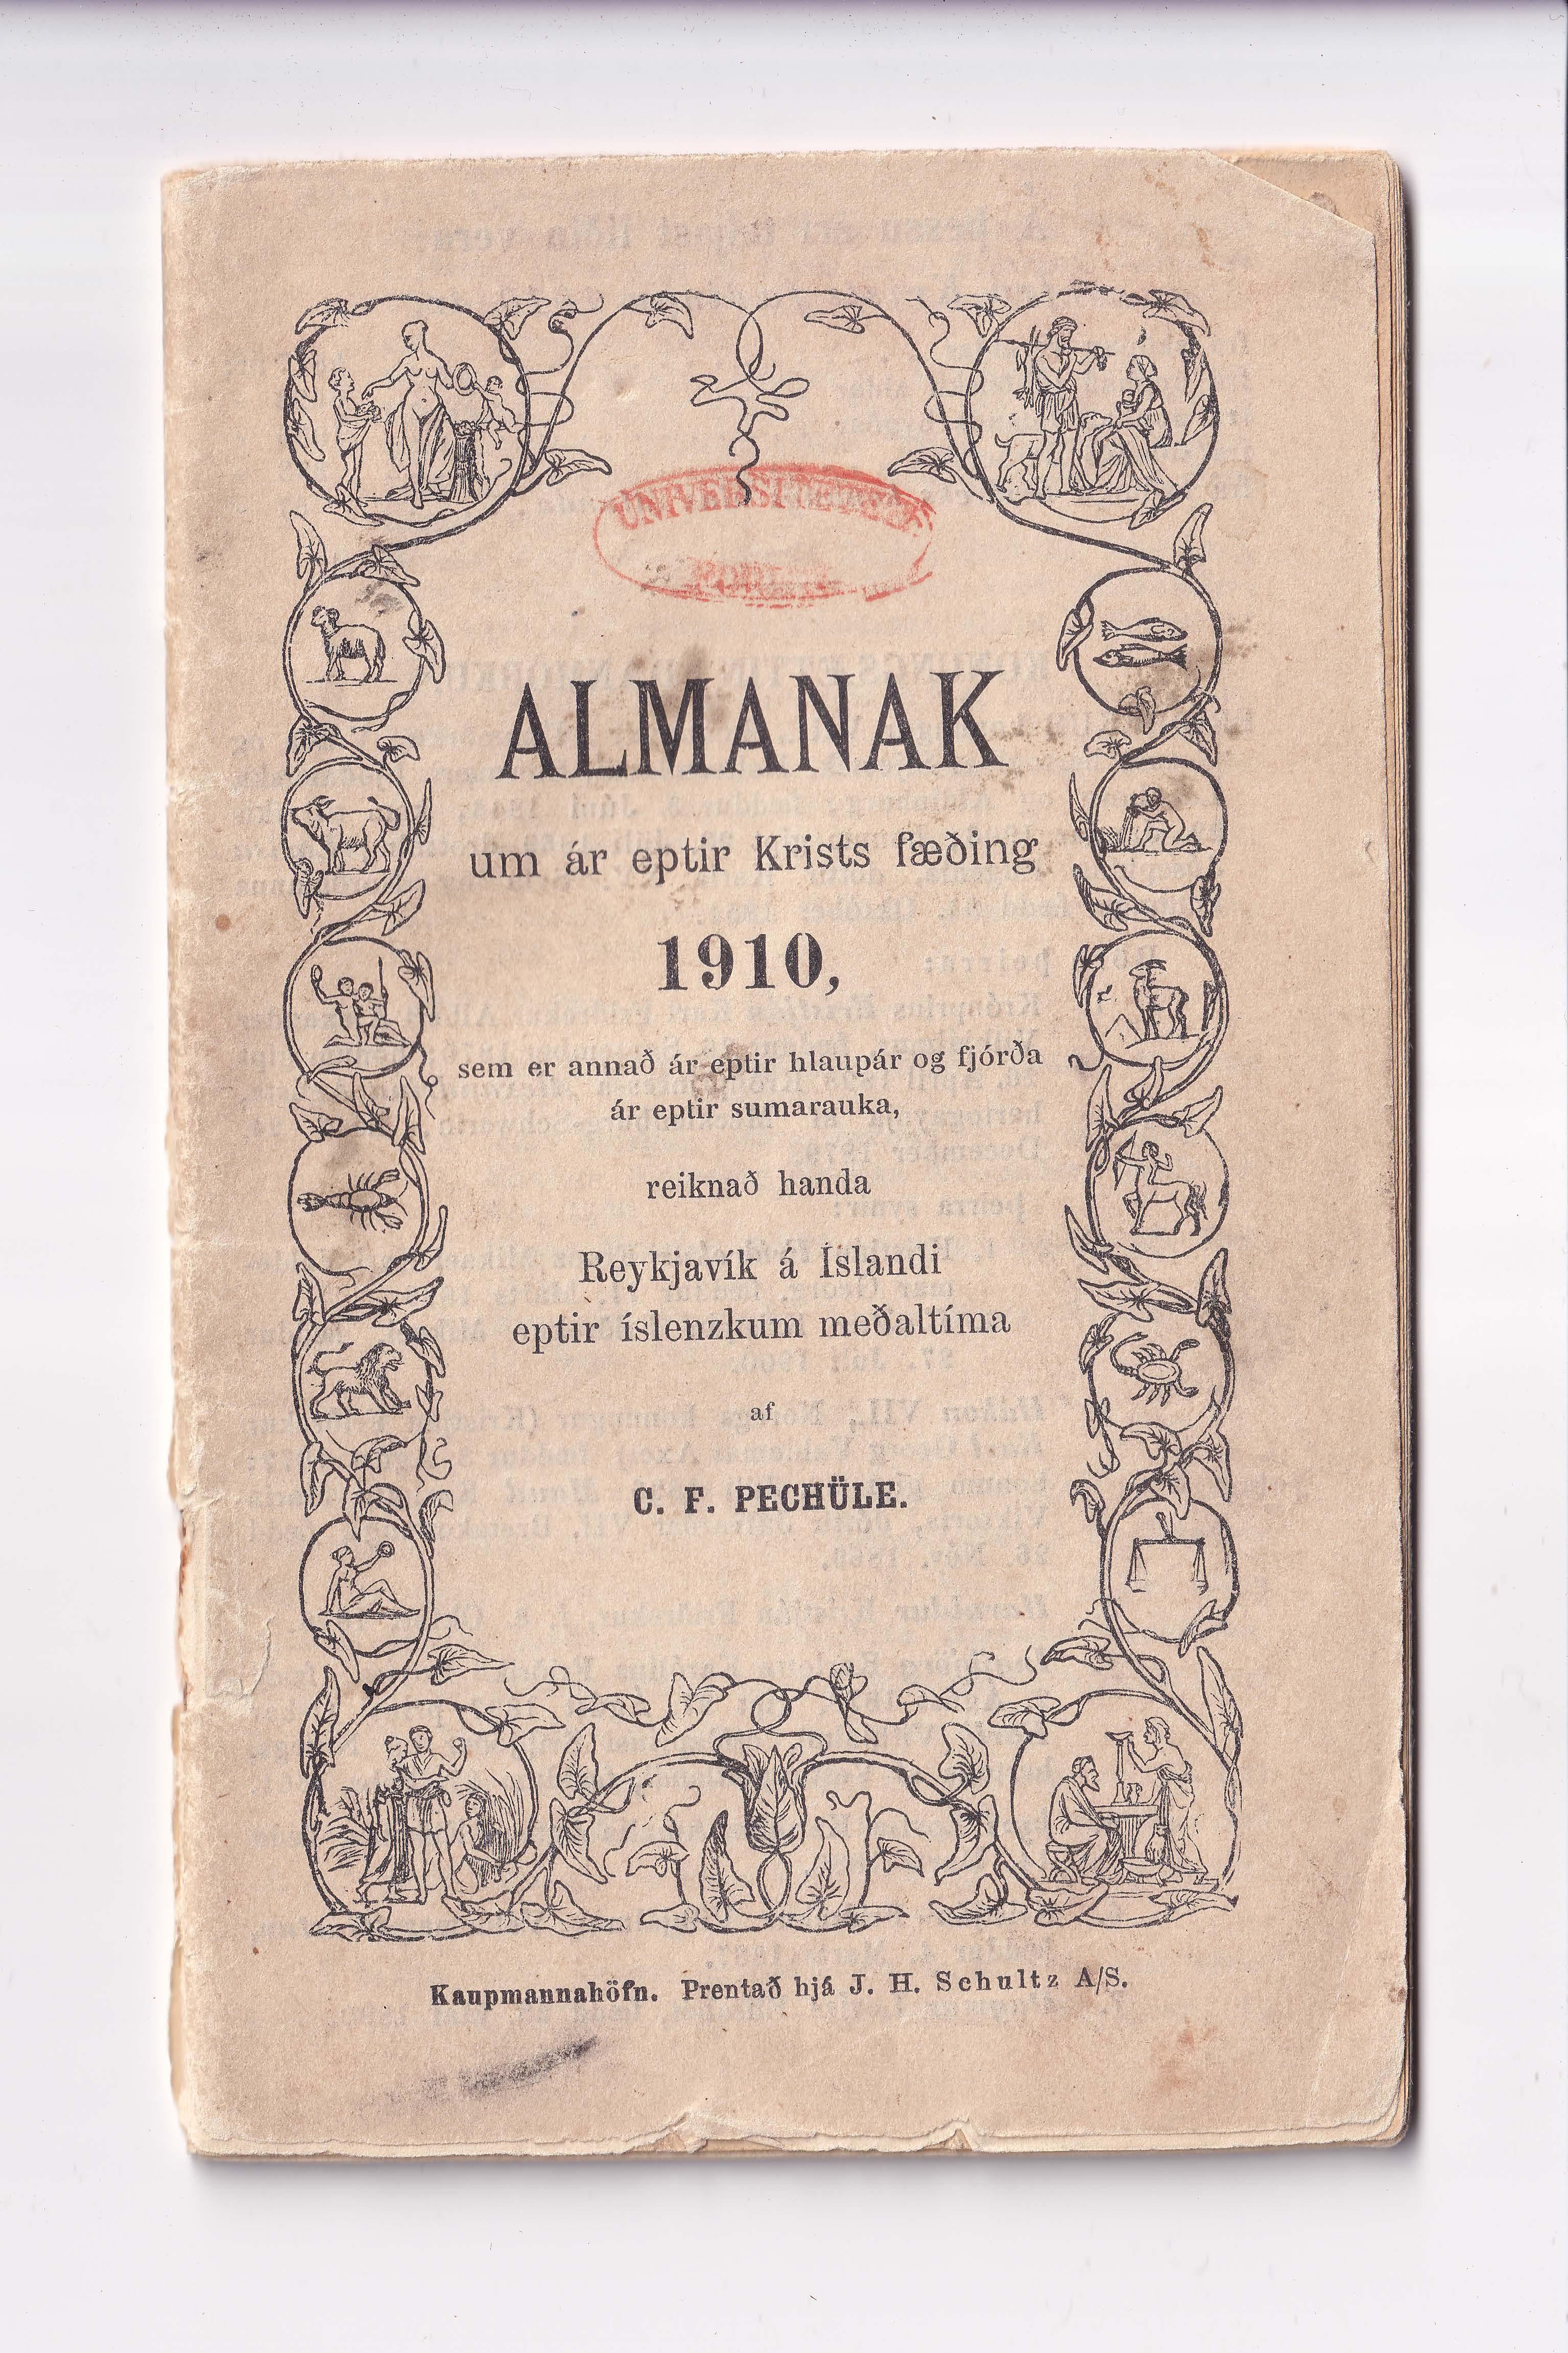 UNIVERSITETETS
ALMANAK
um ár eptir Krists fæðing
1910,
sem er annað ár eptir hlaupár og fjórða
ár eptir sumarauka,
reiknað handa
Reykjavík á Íslandi
eptir íslenzkum meðaltíma
af
C. F. PECHÜLE.
Kaupmannahöfn. Prentað hjá J. H. Schultz A/S.